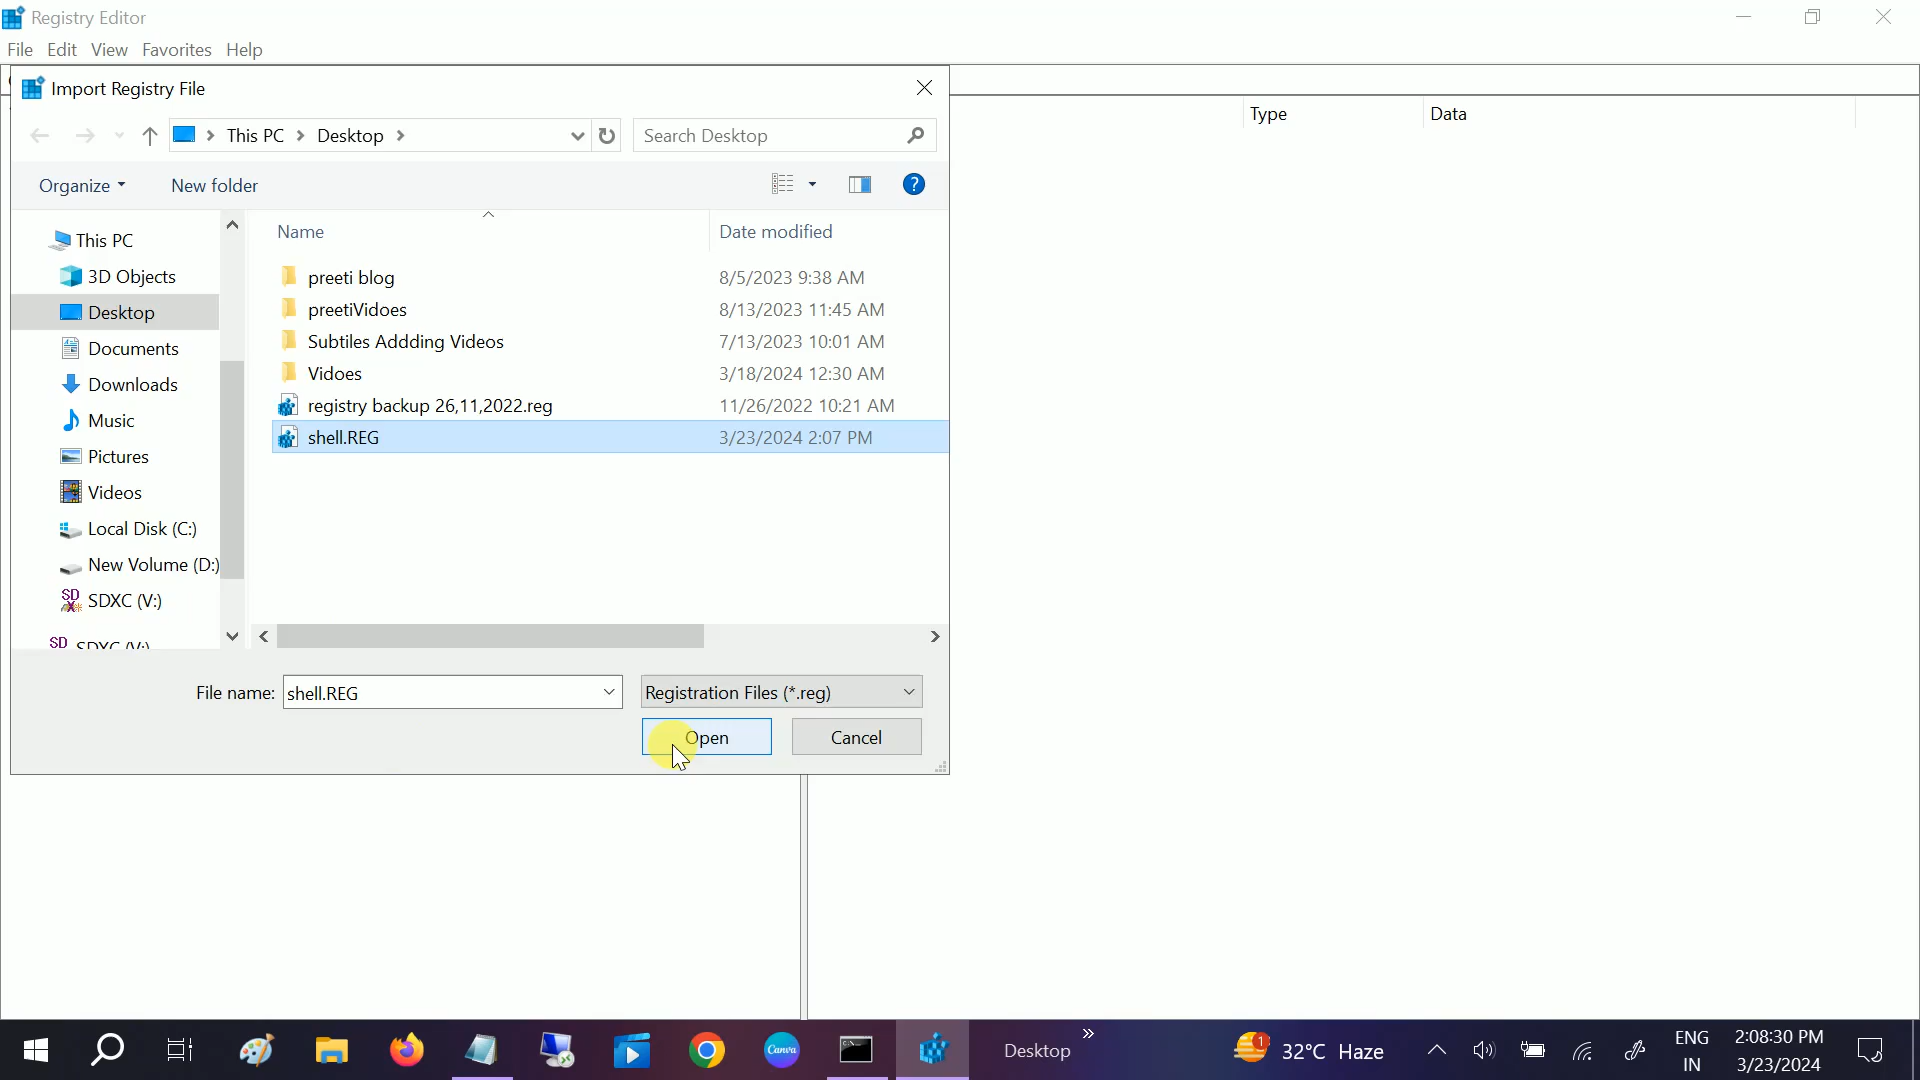 Registry Editor
File Edit View Favorites Help
Import Registry File
This PC Desktop
Search Desktop
Type Data
Organize New folder
?
Name Date modified
This PC
3D Objects
Desktop
Documents
Downloads
Music
Pictures
Videos
Local Disk (C:)
New Volume (D:)
SD SDXC (V:)
SD SDXC (V:)
preeti blog 8/5/2023 9:38 AM
preetiVidoes 8/13/2023 11:45 AM
Subtiles Addding Videos 7/13/2023 10:01 AM
Vidoes 3/18/2024 12:30 AM
registry backup 26,11,2022.reg 11/26/2022 10:21 AM
shell.REG 3/23/2024 2:07 PM
File name: shell.REG Registration Files (*.reg)
Open Cancel
Canva
Desktop
1
32°C Haze
ENG
IN
2:08:30 PM
3/23/2024